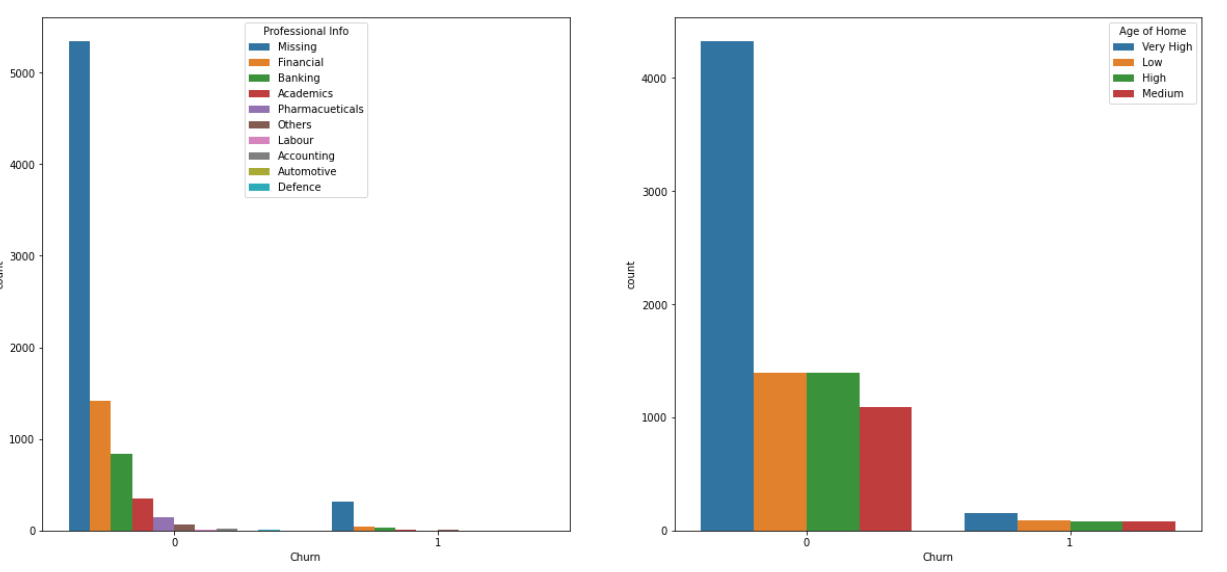 Professional Info
Missing
Financial
Banking
Academics
Pharmacueticals
Others
Labour
Accounting
Automotive
Defence
5000
4000
3000
2000
1000
0
count
0
1
Churn
Age of Home
Very High
Low
High
Medium
4000
3000
2000
1000
0
count
0
1
Churn